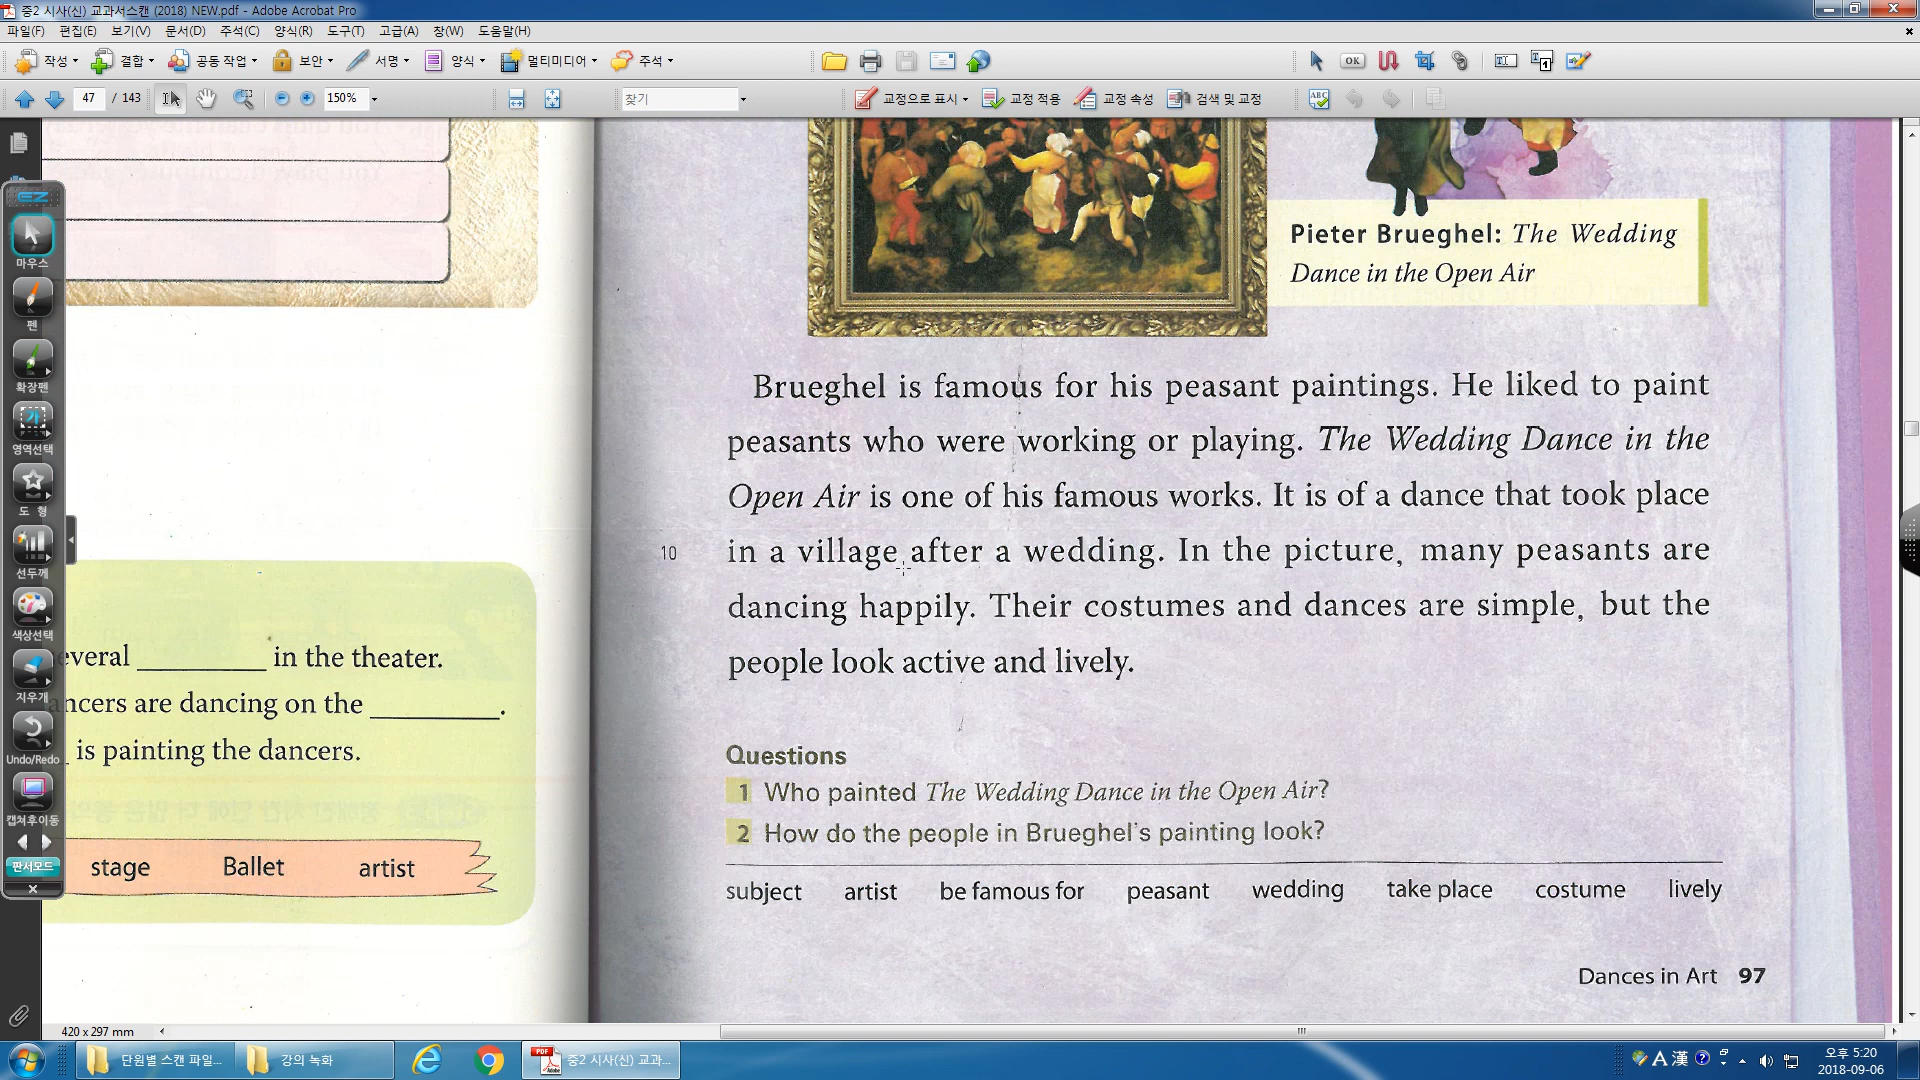 중2 시사(신) 교과서스캔 (2018) NEW.pdf - Adobe Acrobat Pro
파일(F) 편집(E) 보기(V) 문서(D) 주석(C) 양식(R) 도구(T) 고급(A) 창(W) 도움말(H)
작성 결합 공동 작업 보안 서명 양식 멀티미디어 주석 OK
47 / 143 150% 찾기 교정으로 표시 교정 적용 교정 속성 검색 및 교정
EZ
마우스
펜
확장펜
영역선택
도 형
선두께
색상선택
지우개
Undo/Redo
캡쳐후이동
판서모드
everal _________ in the theater.
ncers are dancing on the _________.
is painting the dancers.
stage Ballet artist
Pieter Brueghel: The Wedding
Dance in the Open Air
Brueghel is famous for his peasant paintings. He liked to paint
peasants who were working or playing. The Wedding Dance in the
Open Air is one of his famous works. It is of a dance that took place
10 in a village after a wedding. In the picture, many peasants are
dancing happily. Their costumes and dances are simple, but the
people look active and lively.
Questions
1 Who painted The Wedding Dance in the Open Air?
2 How do the people in Brueghel's painting look?
subject artist be famous for peasant wedding take place costume lively
Dances in Art 97
420 x 297 mm
단원별 스캔 파일... 강의 녹화 중2 시사(신) 교과...
A 漢
오후 5:20
2018-09-06